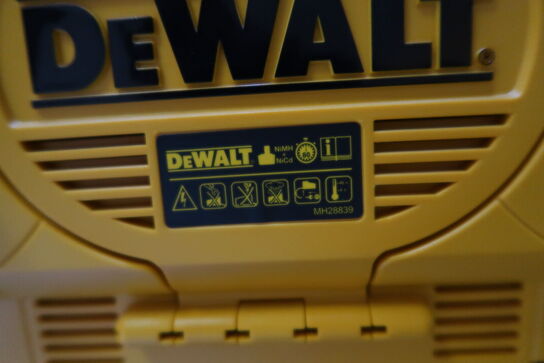 DEWALT®
DEWALT NiMH
NiCd
MH28839